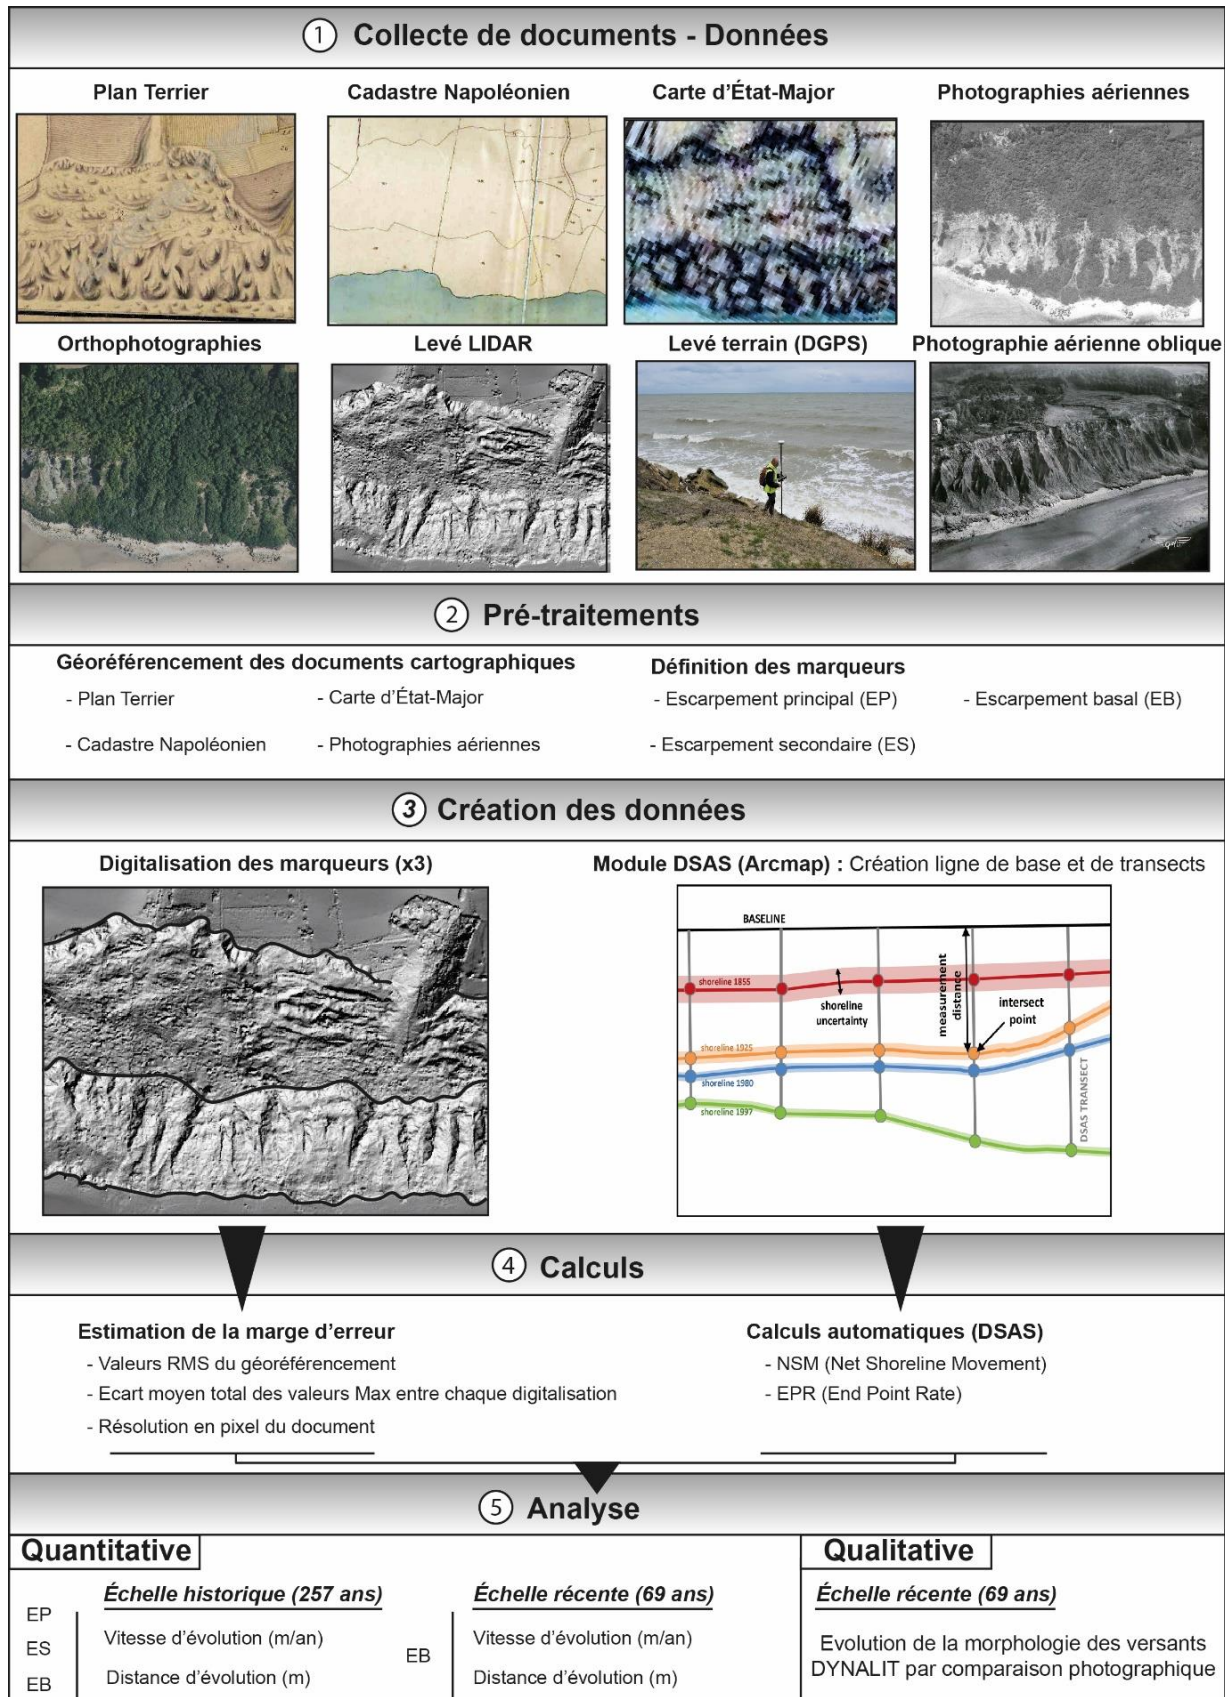 1 Collecte de documents - Données
Plan Terrier
Cadastre Napoléonien
Carte d'État-Major
Photographies aériennes
Orthophotographies
Levé LIDAR
Levé terrain (DGPS)
Photographie aérienne oblique
2 Pré-traitements
Géoréférencement des documents cartographiques
- Plan Terrier
- Carte d'État-Major
- Cadastre Napoléonien
- Photographies aériennes
Définition des marqueurs
- Escarpement principal (EP)
- Escarpement basal (EB)
- Escarpement secondaire (ES)
3 Création des données
Digitalisation des marqueurs (x3)
Module DSAS (Arcmap) : Création ligne de base et de transects
BASELINE
shoreline 1855
shoreline
uncertainty
measurement
distance
intersect
point
shoreline 1925
shoreline 1980
shoreline 1997
DSAS TRANSECT
4 Calculs
Estimation de la marge d'erreur
- Valeurs RMS du géoréférencement
- Ecart moyen total des valeurs Max entre chaque digitalisation
- Résolution en pixel du document
Calculs automatiques (DSAS)
- NSM (Net Shoreline Movement)
- EPR (End Point Rate)
5 Analyse
Quantitative
Échelle historique (257 ans)
EP
ES
EB
Vitesse d'évolution (m/an)
Distance d'évolution (m)
Échelle récente (69 ans)
EB
Vitesse d'évolution (m/an)
Distance d'évolution (m)
Qualitative
Échelle récente (69 ans)
Evolution de la morphologie des versants
DYNALIT par comparaison photographique